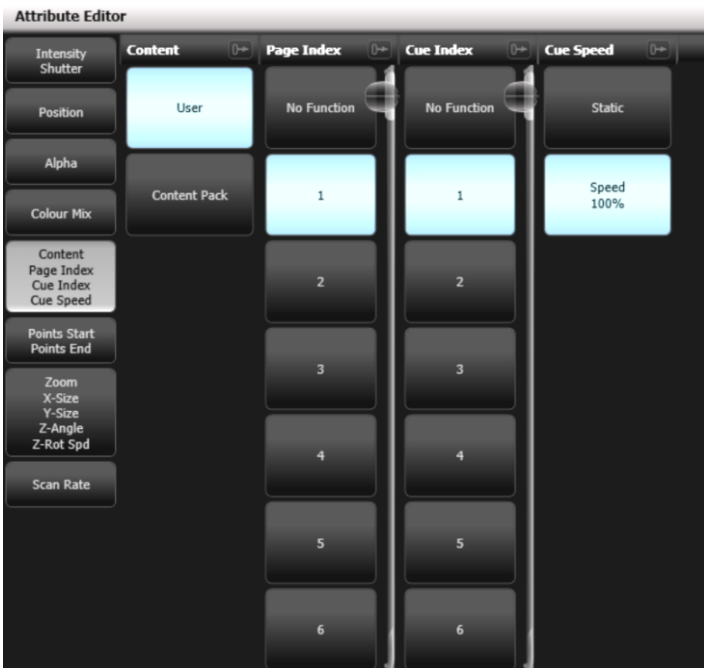 Attribute Editor
Intensity
Shutter
Position
Alpha
Colour Mix
Content
Page Index
Cue Index
Cue Speed
Points Start
Points End
Zoom
X-Size
Y-Size
Z-Angle
Z-Rot Spd
Scan Rate
Content
User
Content Pack
Page Index
No Function
1
2
3
4
5
6
Cue Index
No Function
1
2
3
4
5
6
Cue Speed
Static
Speed
100%